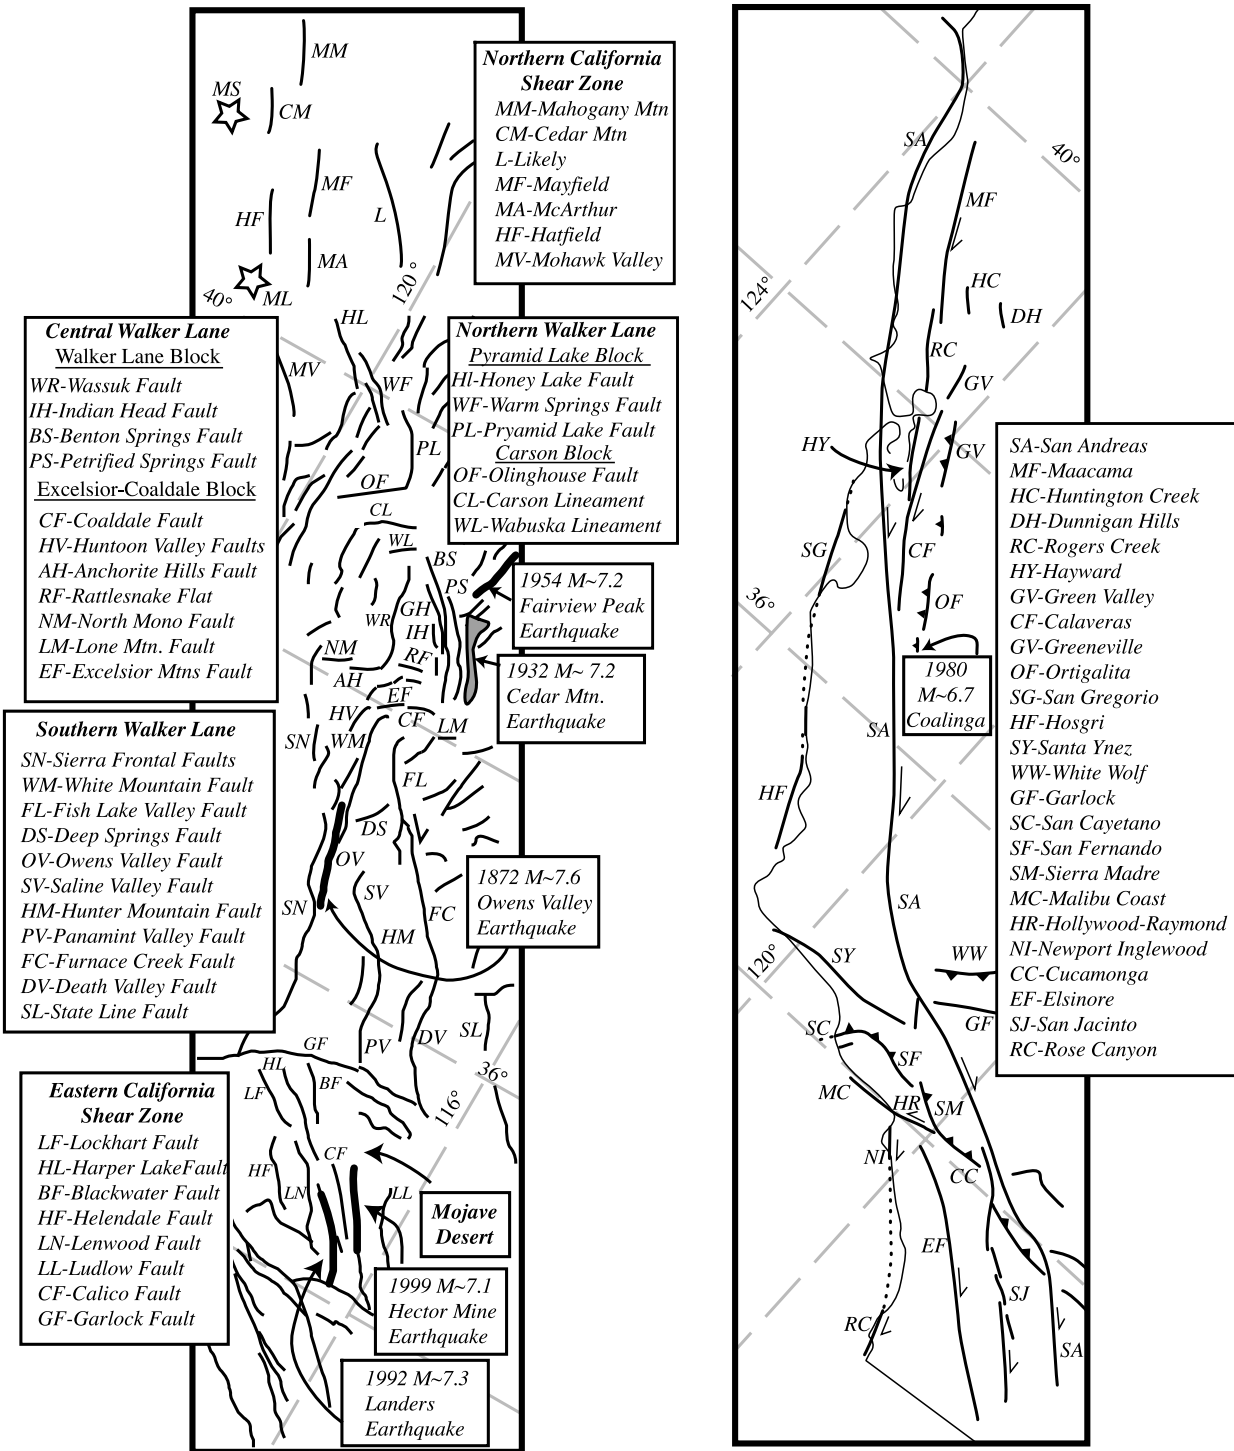 MM
MS
CM
MF
HF
L
MA
ML
40°
120°
Northern California
Shear Zone
MM-Mahogany Mtn
CM-Cedar Mtn
L-Likely
MF-Mayfield
MA-McArthur
HF-Hatfield
MV-Mohawk Valley
Central Walker Lane
Walker Lane Block
WR-Wassuk Fault
IH-Indian Head Fault
BS-Benton Springs Fault
PS-Petrified Springs Fault
Excelsior-Coaldale Block
CF-Coaldale Fault
HV-Huntoon Valley Faults
AH-Anchorite Hills Fault
RF-Rattlesnake Flat
NM-North Mono Fault
LM-Lone Mtn. Fault
EF-Excelsior Mtns Fault
HL
MV
WF
PL
OF
CL
WL
Northern Walker Lane
Pyramid Lake Block
Hl-Honey Lake Fault
WF-Warm Springs Fault
PL-Pryamid Lake Fault
Carson Block
OF-Olinghouse Fault
CL-Carson Lineament
WL-Wabuska Lineament
BS
PS
GH
WR
IH
NM
RF
AH
EF
HV
CF
LM
SN
WM
1954 M~7.2
Fairview Peak
Earthquake
1932 M~ 7.2
Cedar Mtn.
Earthquake
Southern Walker Lane
SN-Sierra Frontal Faults
WM-White Mountain Fault
FL-Fish Lake Valley Fault
DS-Deep Springs Fault
OV-Owens Valley Fault
SV-Saline Valley Fault
HM-Hunter Mountain Fault
PV-Panamint Valley Fault
FC-Furnace Creek Fault
DV-Death Valley Fault
SL-State Line Fault
FL
DS
OV
SV
SN
FC
HM
1872 M~7.6
Owens Valley
Earthquake
GF
PV
DV
SL
36°
116°
Eastern California
Shear Zone
LF-Lockhart Fault
HL-Harper LakeFault
BF-Blackwater Fault
HF-Helendale Fault
LN-Lenwood Fault
LL-Ludlow Fault
CF-Calico Fault
GF-Garlock Fault
HL
BF
LF
CF
HF
LN
LL
Mojave
Desert
1999 M~7.1
Hector Mine
Earthquake
1992 M~7.3
Landers
Earthquake
SA
40°
MF
124°
HC
DH
RC
GV
HY
GV
SG
CF
36°
OF
1980
M~6.7
Coalinga
SA
HF
SA
120°
SY
WW
GF
SC
SF
MC
HR
SM
NI
CC
EF
SJ
RC
SA
SA-San Andreas
MF-Maacama
HC-Huntington Creek
DH-Dunnigan Hills
RC-Rogers Creek
HY-Hayward
GV-Green Valley
CF-Calaveras
GV-Greeneville
OF-Ortigalita
SG-San Gregorio
HF-Hosgri
SY-Santa Ynez
WW-White Wolf
GF-Garlock
SC-San Cayetano
SF-San Fernando
SM-Sierra Madre
MC-Malibu Coast
HR-Hollywood-Raymond
NI-Newport Inglewood
CC-Cucamonga
EF-Elsinore
SJ-San Jacinto
RC-Rose Canyon